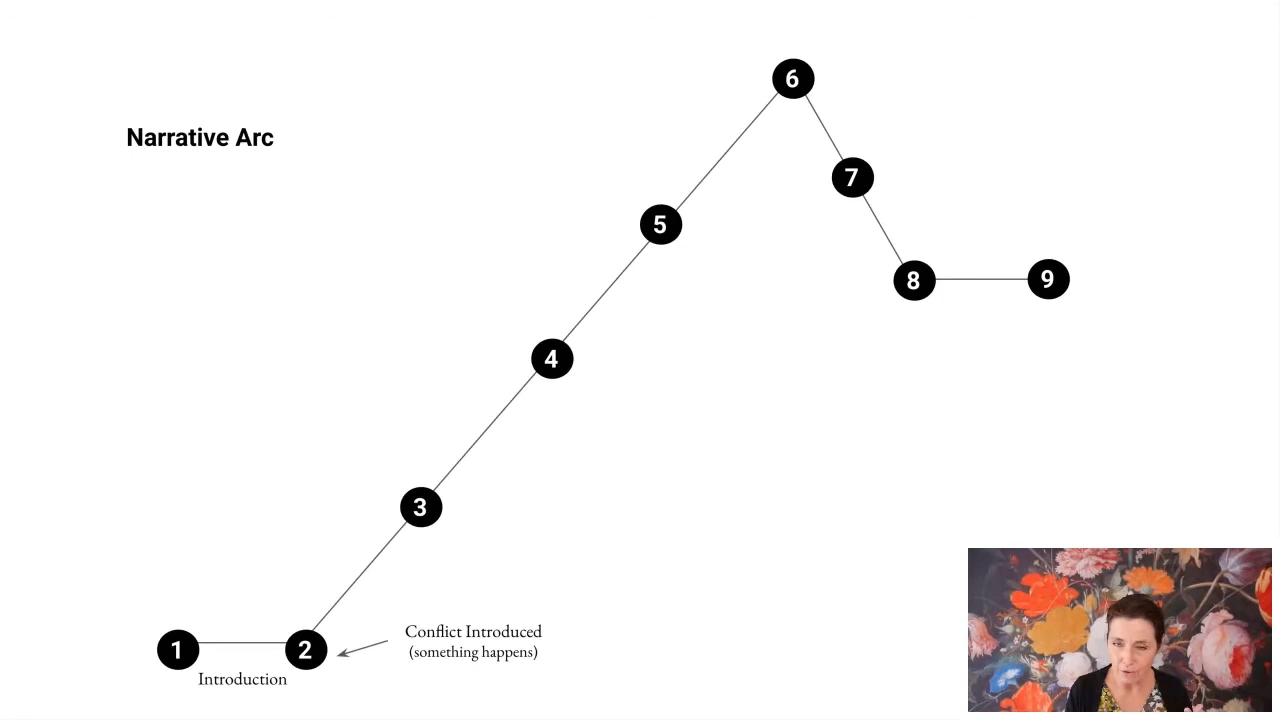 6
Narrative Arc
7
5
8
9
4
3
Conflict Introduced
(something happens)
1
2
Introduction